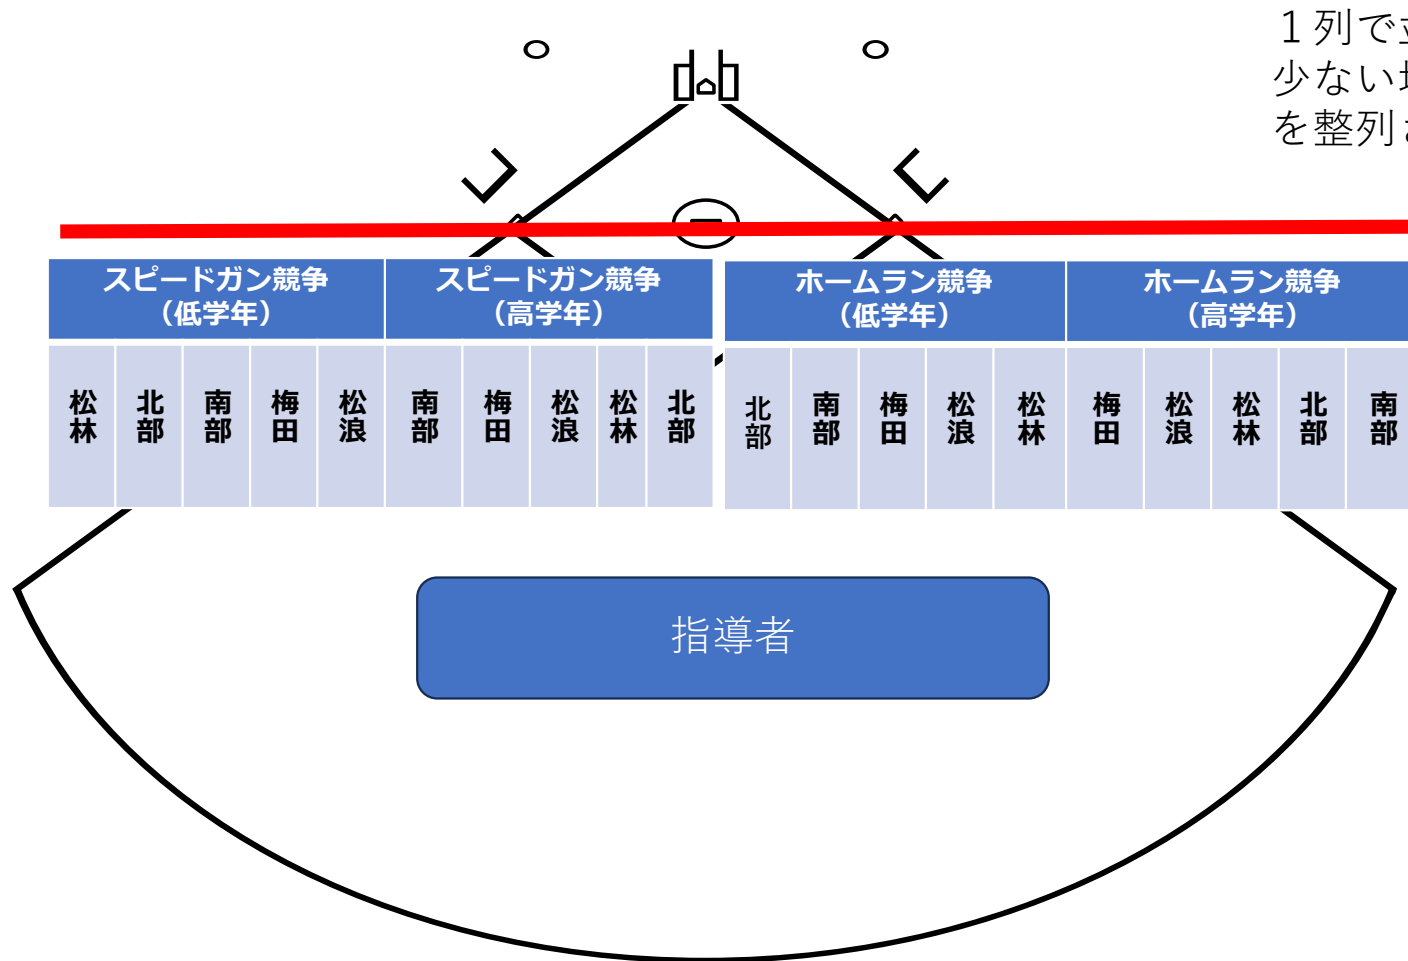 １列で
少ない
を整列
スピードガン競争
（低学年）
スピードガン競争
（高学年）
ホームラン競争
（低学年）
ホームラン競争
（高学年）
松林
北部
南部
梅田
松浪
南部
梅田
松浪
松林
北部
北部
南部
梅田
松浪
松林
梅田
松浪
松林
北部
南部
指導者